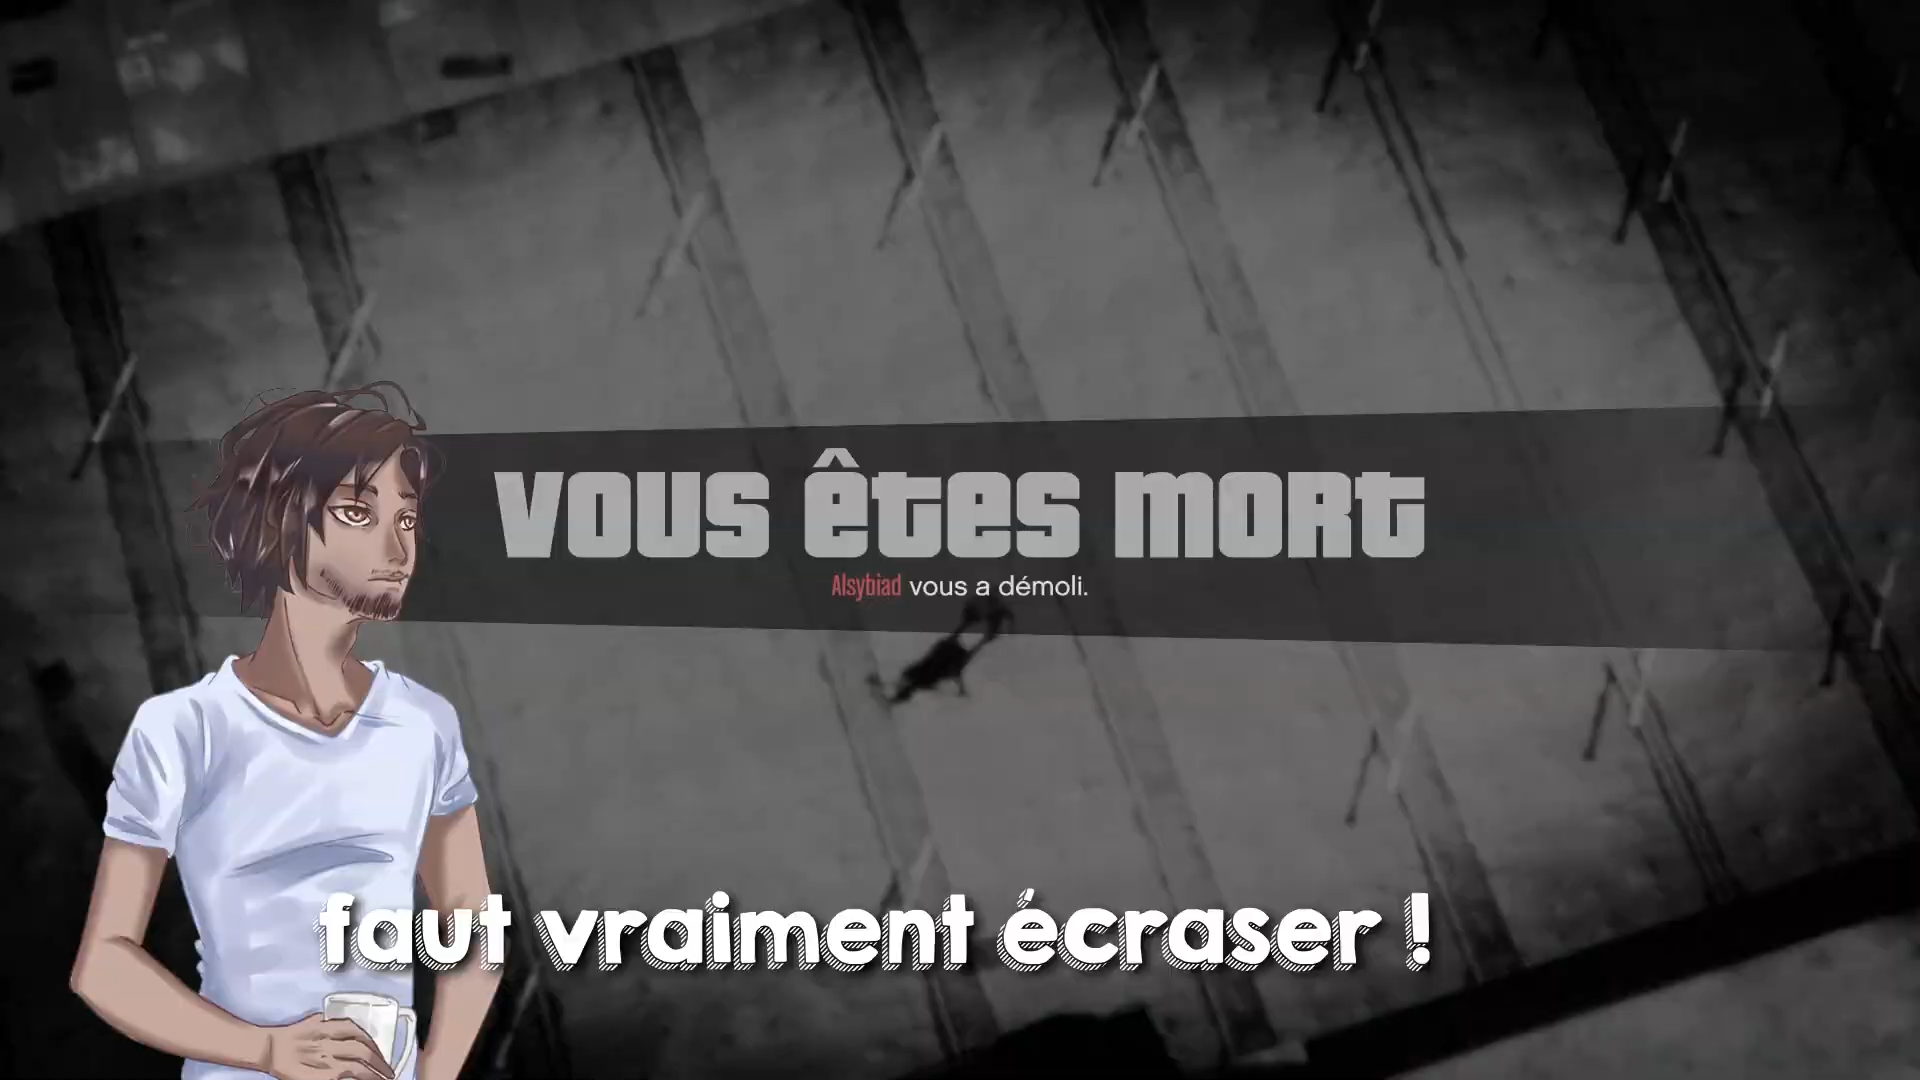 vous êtes mort
Alsybiad vous a démoli.
faut vraiment écraser !